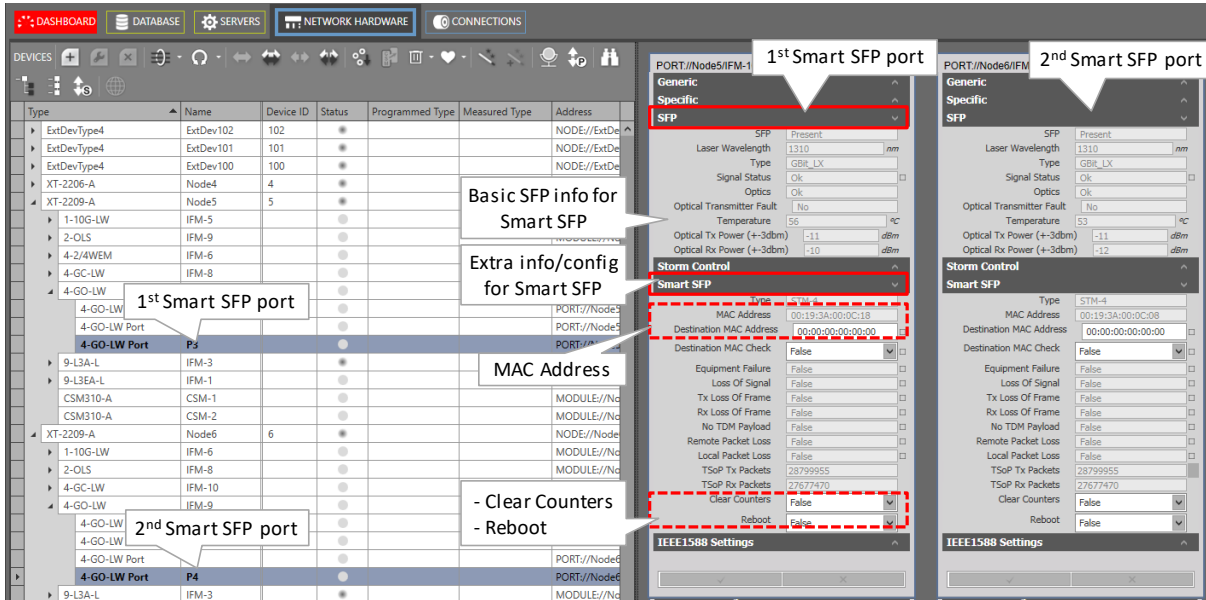 DASHBOARD DATABASE SERVERS NETWORK HARDWARE CONNECTIONS
DEVICES
Type Name Device ID Status Programmed Type Measured Type Address
ExtDevType4 ExtDev102 102 NODE://ExtDe
ExtDevType4 ExtDev101 101 NODE://ExtDe
ExtDevType4 ExtDev100 100 NODE://ExtDe
XT-2206-A Node4 4
XT-2209-A Node5 5
1-10G-LW IFM-5
2-OLS IFM-9
4-2/4WEM IFM-6
4-GC-LW IFM-8
4-GO-LW
4-GO-LW PORT://Node5
4-GO-LW Port PORT://Node5
4-GO-LW Port P3
9-L3A-L IFM-3
9-L3EA-L IFM-1
CSM310-A CSM-1 MODULE://No
CSM310-A CSM-2 MODULE://No
XT-2209-A Node6 6 NODE://Node
1-10G-LW IFM-6 MODULE://No
2-OLS IFM-8 MODULE://No
4-GC-LW IFM-10
4-GO-LW IFM-9
4-GO-LW
4-GO-LW
4-GO-LW Port PORT://Node6
4-GO-LW Port P4 PORT://Node6
9-L3A-L IFM-3 MODULE://No
1st Smart SFP port
2nd Smart SFP port
Basic SFP info for
Smart SFP
Extra info/config
for Smart SFP
MAC Address
- Clear Counters
- Reboot
1st Smart SFP port
PORT://Node5/IFM-1
Generic
Specific
SFP
SFP Present
Laser Wavelength 1310 nm
Type GBit_LX
Signal Status Ok
Optics Ok
Optical Transmitter Fault No
Temperature 56 ºC
Optical Tx Power (+-3dbm) -11 dBm
Optical Rx Power (+-3dbm) -10 dBm
Storm Control
Smart SFP
Type STM-4
MAC Address 00:19:3A:00:0C:18
Destination MAC Address 00:00:00:00:00:00
Destination MAC Check False
Equipment Failure False
Loss Of Signal False
Tx Loss Of Frame False
Rx Loss Of Frame False
No TDM Payload False
Remote Packet Loss False
Local Packet Loss False
TSoP Tx Packets 28799955
TSoP Rx Packets 27677470
Clear Counters False
Reboot False
IEEE1588 Settings
2nd Smart SFP port
PORT://Node6/IFM
Generic
Specific
SFP
SFP Present
Laser Wavelength 1310 nm
Type GBit_LX
Signal Status Ok
Optics Ok
Optical Transmitter Fault No
Temperature 53 ºC
Optical Tx Power (+-3dbm) -11 dBm
Optical Rx Power (+-3dbm) -12 dBm
Storm Control
Smart SFP
Type STM-4
MAC Address 00:19:3A:00:0C:08
Destination MAC Address 00:00:00:00:00:00
Destination MAC Check False
Equipment Failure False
Loss Of Signal False
Tx Loss Of Frame False
Rx Loss Of Frame False
No TDM Payload False
Remote Packet Loss False
Local Packet Loss False
TSoP Tx Packets 28799955
TSoP Rx Packets 27677470
Clear Counters False
Reboot False
IEEE1588 Settings